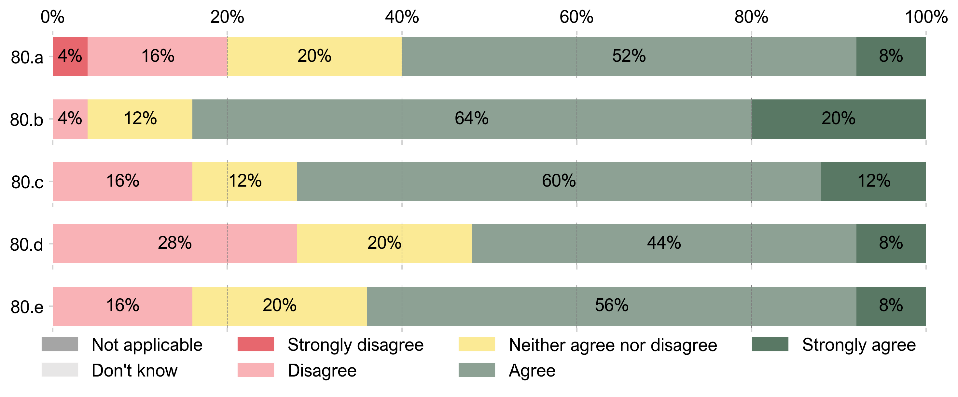 0% 20% 40% 60% 80% 100%
80.a 4% 16% 20% 52% 8%
80.b 4% 12% 64% 20%
80.c 16% 12% 60% 12%
80.d 28% 20% 44% 8%
80.e 16% 20% 56% 8%
Not applicable Strongly disagree Neither agree nor disagree Strongly agree
Don't know Disagree Agree